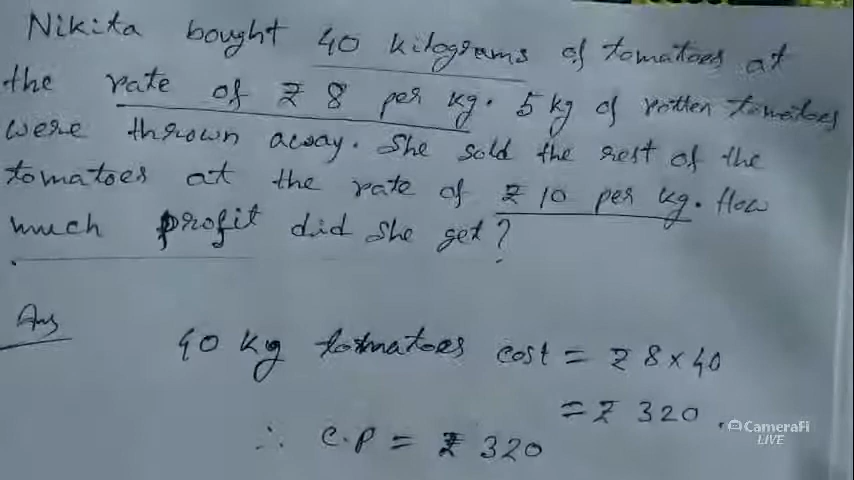 Nikita bought 40 kilograms of tomatoes at
the rate of ₹ 8 per kg. 5 kg of rotten tomatoes
were thrown away. She sold the rest of the
tomatoes at the rate of ₹ 10 per kg. How
much profit did she get?
Ans
40 kg tomatoes cost = ₹ 8 × 40
= ₹ 320.
∴ C.P = ₹ 320
CameraFi
LIVE